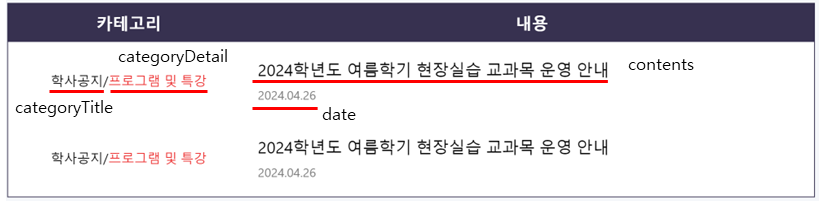 카테고리 내용
categoryDetail
2024학년도 여름학기 현장실습 교과목 운영 안내 contents
학사공지/프로그램 및 특강
2024.04.26
categoryTitle
date
2024학년도 여름학기 현장실습 교과목 운영 안내
학사공지/프로그램 및 특강
2024.04.26